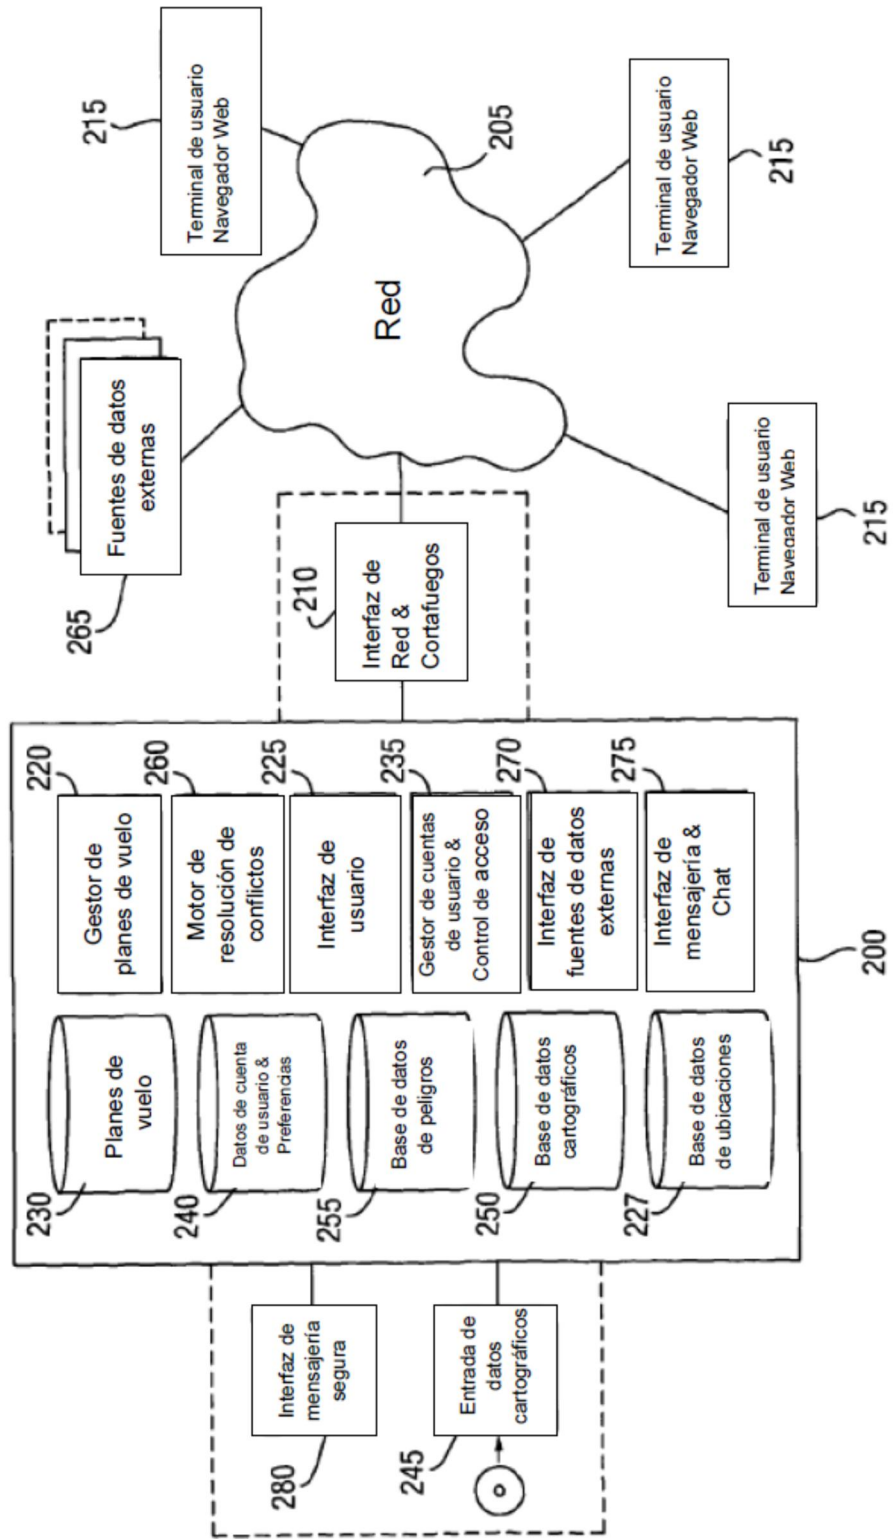 280
Interfaz de
mensajería
segura
245
Entrada de
datos
cartográficos
230
Planes de
vuelo
240
Datos de cuenta
de usuario &
Preferencias
255
Base de datos
de peligros
250
Base de datos
cartográficos
227
Base de datos
de ubicaciones
220
Gestor de
planes de vuelo
260
Motor de
resolución de
conflictos
225
Interfaz de
usuario
235
Gestor de cuentas
de usuario &
Control de acceso
270
Interfaz de
fuentes de datos
externas
275
Interfaz de
mensajería &
Chat
200
210
Interfaz de
Red &
Cortafuegos
265
Fuentes de datos
externas
Red
205
215
Terminal de usuario
Navegador Web
215
Terminal de usuario
Navegador Web
215
Terminal de usuario
Navegador Web